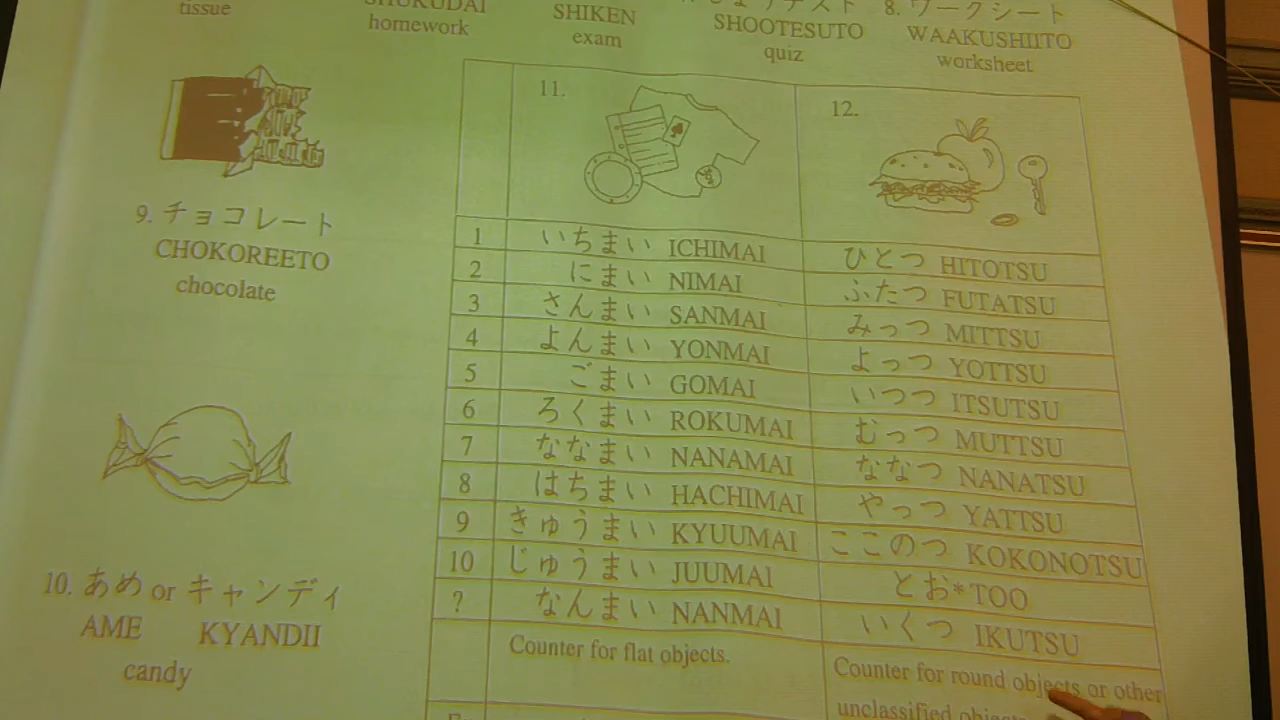 tissue
SHUKUDAI
homework
SHIKEN
exam
SHOOTESUTO
quiz
8. ワークシート
WAAKUSHIITO
worksheet
9. チョコレート
CHOKOREETO
chocolate
10. あめ or キャンディ
AME KYANDII
candy
11. 12.
1 いちまい ICHIMAI ひとつ HITOTSU
2 にまい NIMAI ふたつ FUTATSU
3 さんまい SANMAI みっつ MITTSU
4 よんまい YONMAI よっつ YOTTSU
5 ごまい GOMAI いつつ ITSUTSU
6 ろくまい ROKUMAI むっつ MUTTSU
7 ななまい NANAMAI ななつ NANATSU
8 はちまい HACHIMAI やっつ YATTSU
9 きゅうまい KYUUMAI ここのつ KOKONOTSU
10 じゅうまい JUUMAI とお* TOO
? なんまい NANMAI いくつ IKUTSU
Counter for flat objects.
Counter for round objects or other
unclassified